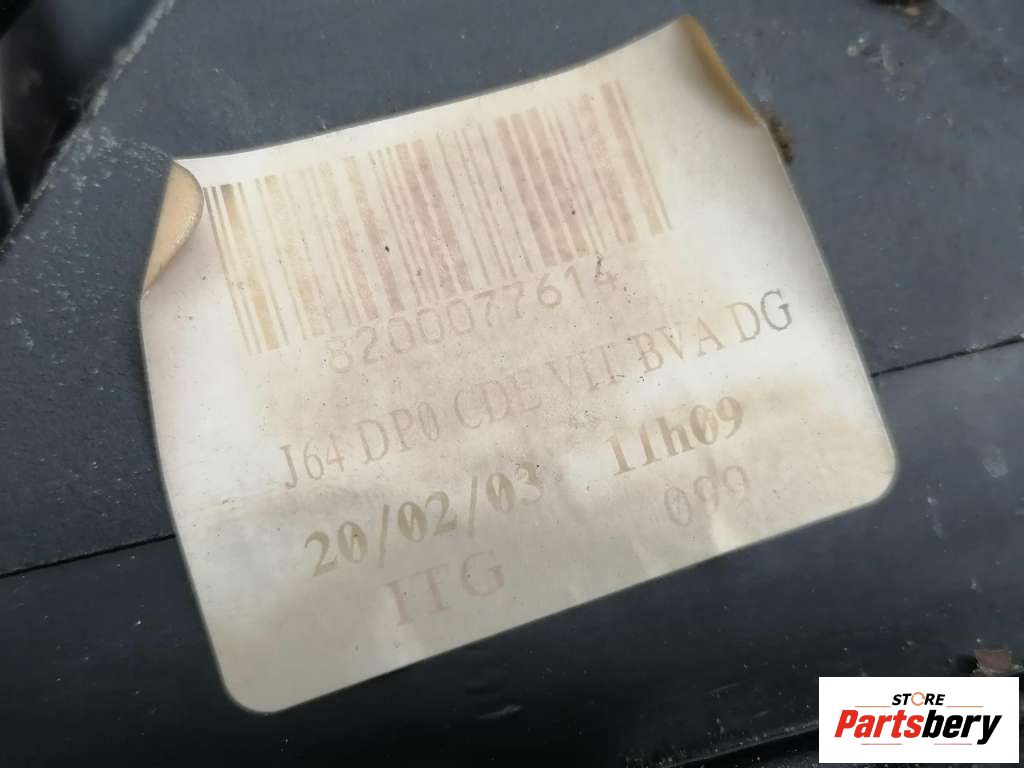 8200077614
J64 DP0 CDE VIT BVA DG
20/02/03 11h09
ITG 099
STORE
Partsbery